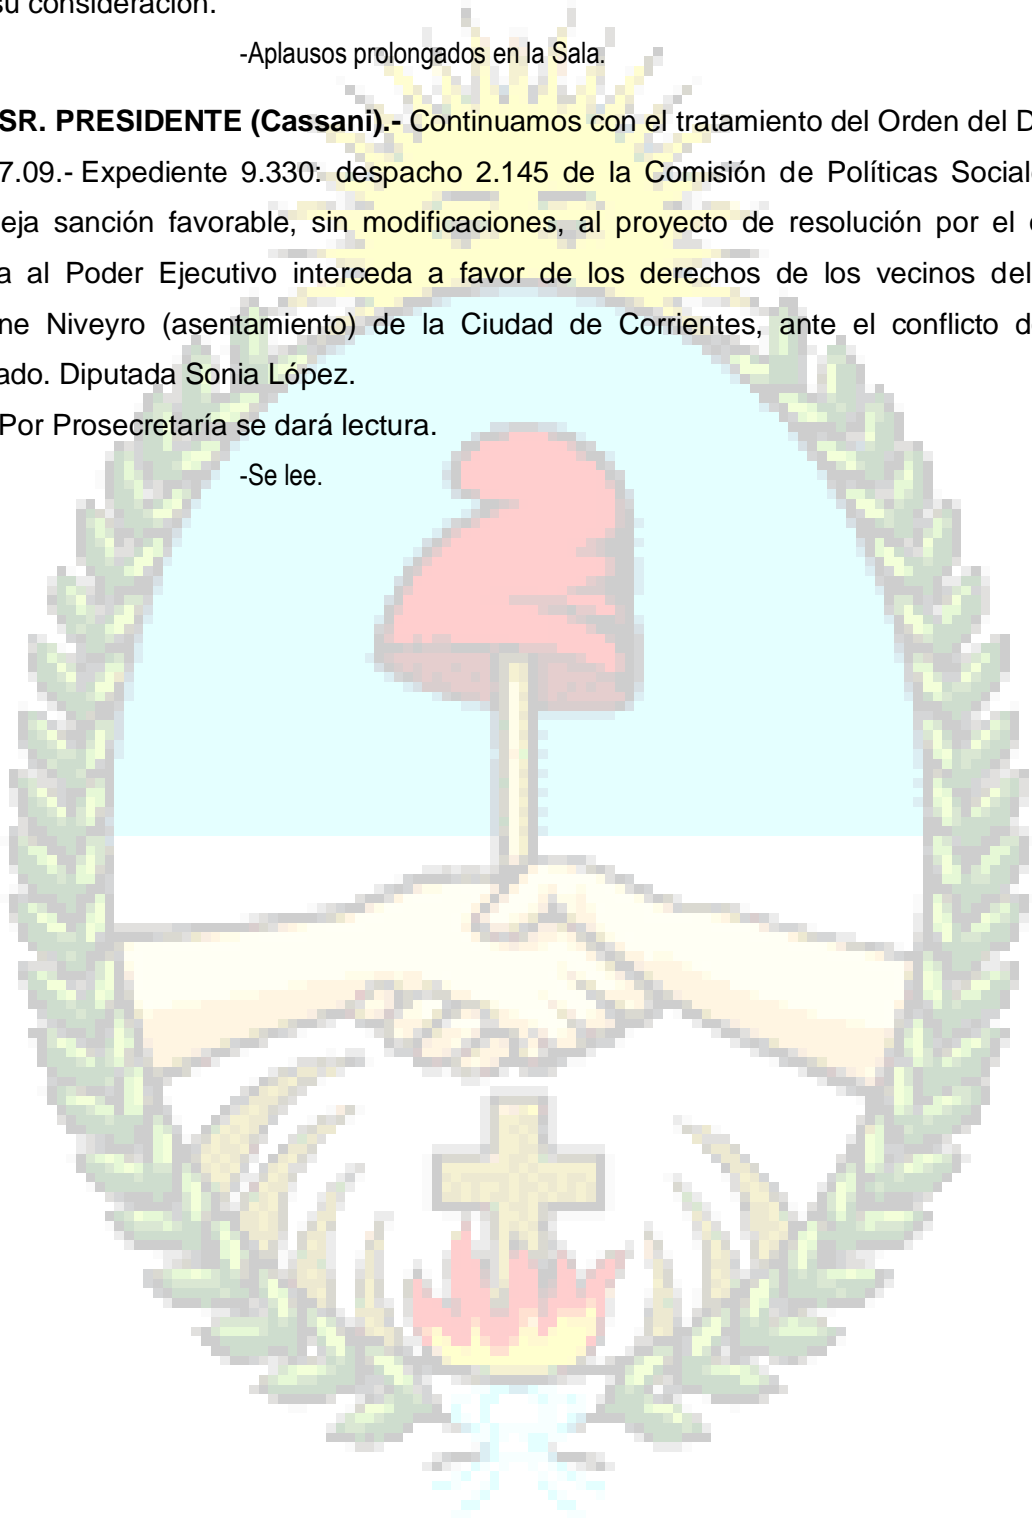 su consideración.
-Aplausos prolongados en la Sala.
SR. PRESIDENTE (Cassani).- Continuamos con el tratamiento del Orden del D
7.09.- Expediente 9.330: despacho 2.145 de la Comisión de Políticas Social
eja sanción favorable, sin modificaciones, al proyecto de resolución por el
a al Poder Ejecutivo interceda a favor de los derechos de los vecinos del
ne Niveyro (asentamiento) de la Ciudad de Corrientes, ante el conflicto d
ado. Diputada Sonia López.
Por Prosecretaría se dará lectura.
-Se lee.